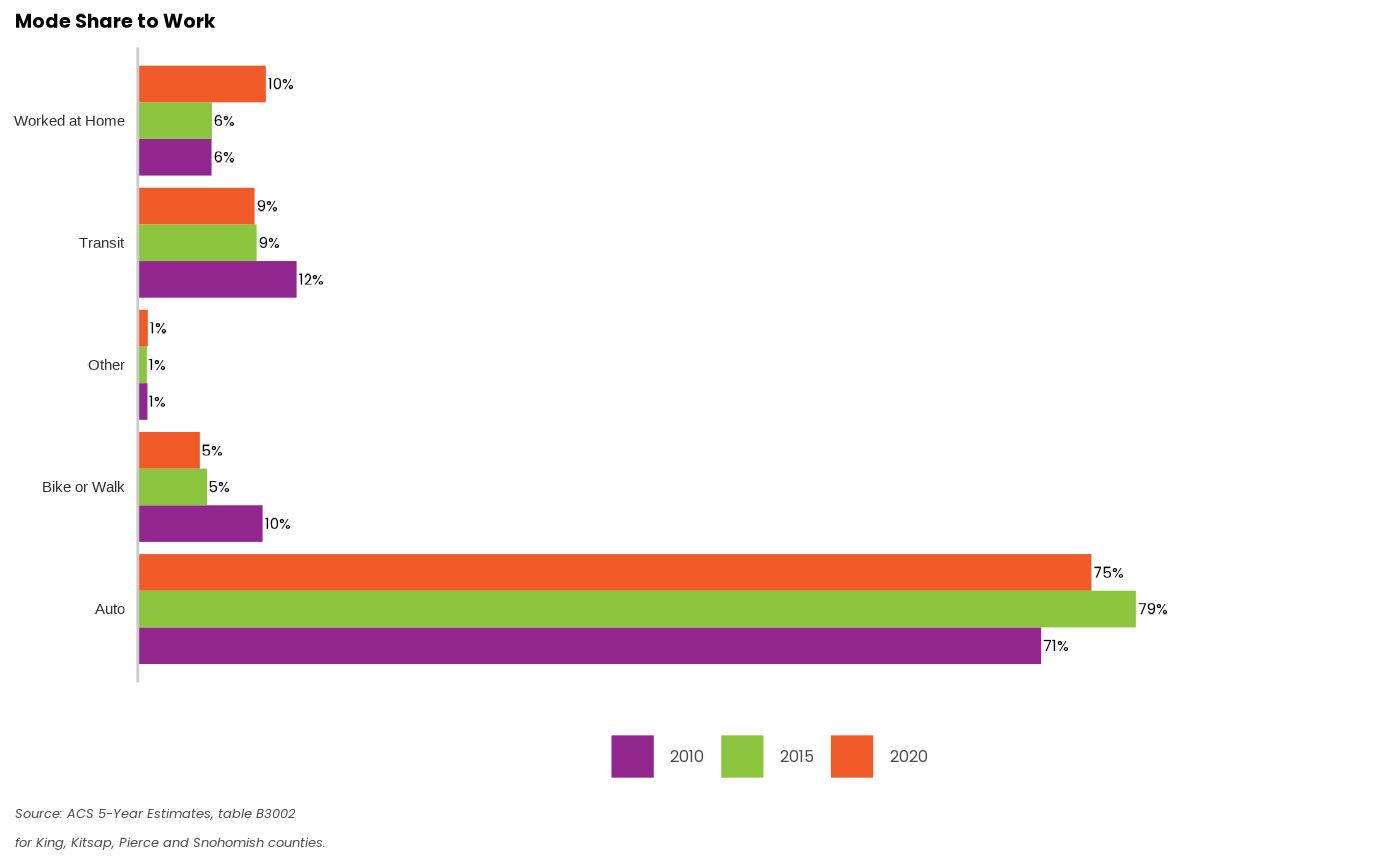 Mode Share to Work
10%
Worked at Home
6%
6%
9%
Transit
9%
12%
1%
Other
1%
1%
5%
Bike or Walk
5%
10%
75%
Auto
79%
71%
2010
2015
2020
Source: ACS 5-Year Estimates, table B3002
for King, Kitsap, Pierce and Snohomish counties.